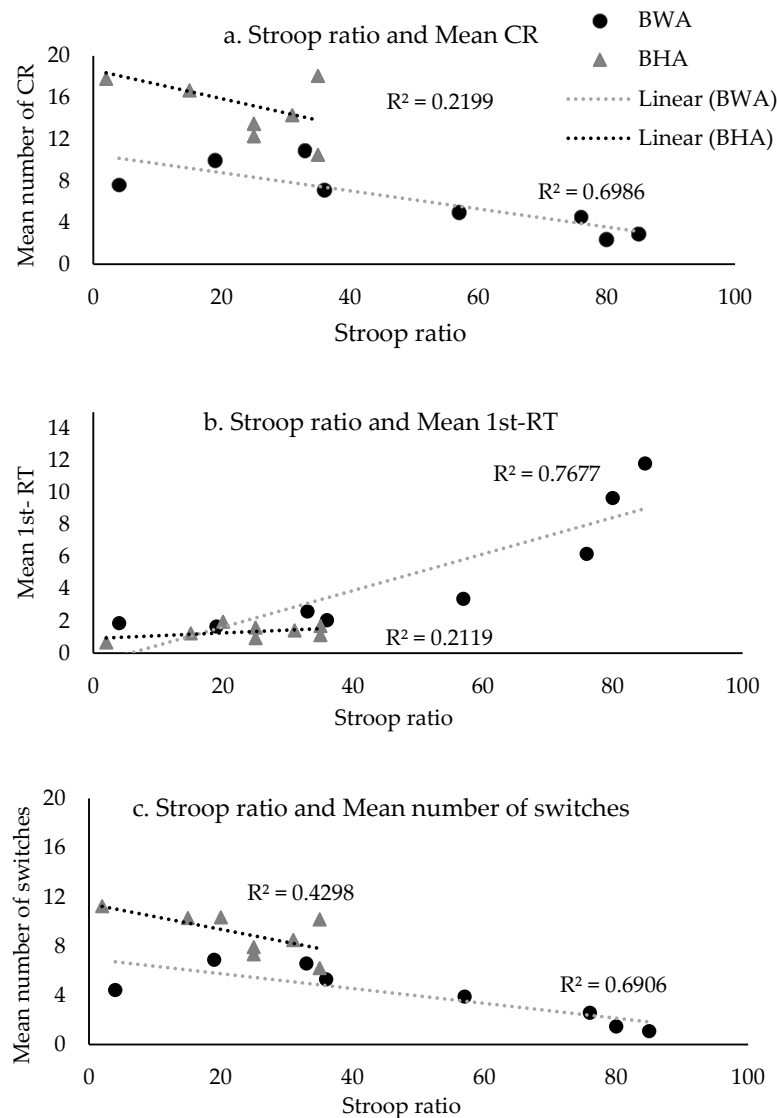 a. Stroop ratio and Mean CR
BWA
BHA
Linear (BWA)
Linear (BHA)
Mean number of CR
20
16
12
8
4
0
R² = 0.2199
R² = 0.6986
0 20 40 60 80 100
Stroop ratio
b. Stroop ratio and Mean 1st-RT
Mean 1st- RT
14
12
10
8
6
4
2
0
R² = 0.7677
R² = 0.2119
0 20 40 60 80 100
Stroop ratio
c. Stroop ratio and Mean number of switches
Mean number of switches
20
16
12
8
4
0
R² = 0.4298
R² = 0.6906
0 20 40 60 80 100
Stroop ratio